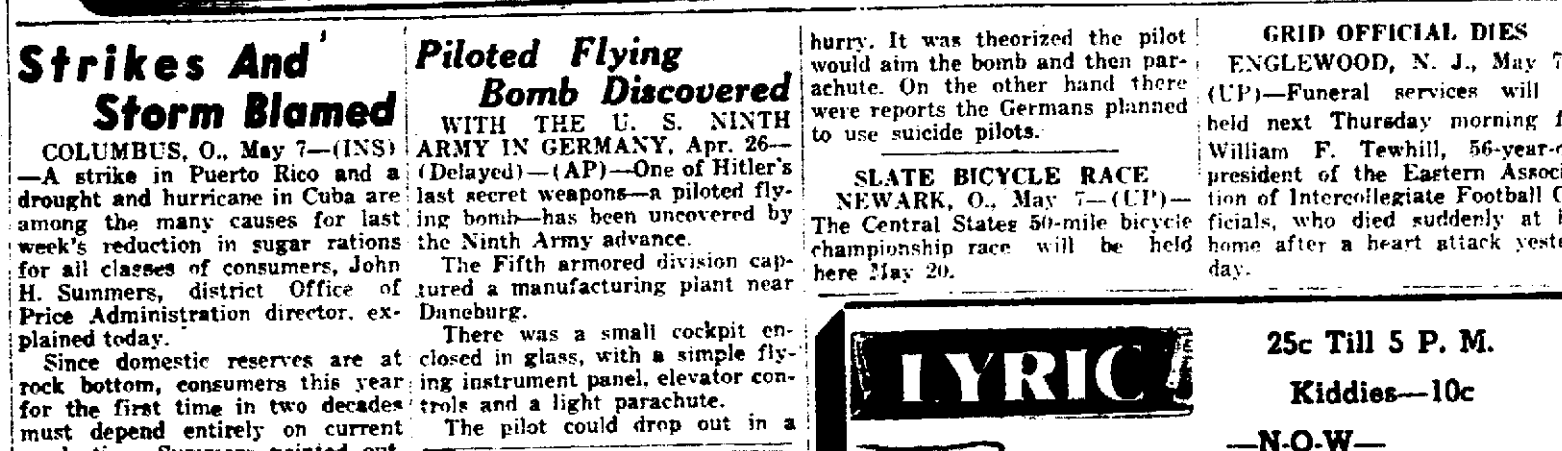 Strikes And
Storm Blamed
COLUMBUS, O., May 7—(INS)
—A strike in Puerto Rico and a
drought and hurricane in Cuba are
among the many causes for last
week's reduction in sugar rations
for all classes of consumers, John
H. Summers, district Office of
Price Administration director, ex-
plained today.
Since domestic reserves are at
rock bottom, consumers this year
for the first time in two decades
must depend entirely on current
Piloted Flying
Bomb Discovered
WITH THE U. S. NINTH
ARMY IN GERMANY, Apr. 26—
(Delayed)—(AP)—One of Hitler's
last secret weapons—a piloted fly-
ing bomb—has been uncovered by
the Ninth Army advance.
The Fifth armored division cap-
tured a manufacturing plant near
Daneburg.
There was a small cockpit en-
closed in glass, with a simple fly-
ing instrument panel, elevator con-
trols and a light parachute.
The pilot could drop out in a
hurry. It was theorized the pilot
would aim the bomb and then par-
achute. On the other hand there
were reports the Germans planned
to use suicide pilots.
SLATE BICYCLE RACE
NEWARK, O., May 7—(UP)—
The Central States 50-mile bicycle
championship race will be held
here May 20.
GRID OFFICIAL DIES
ENGLEWOOD, N. J., May 7
(UP)—Funeral services will
held next Thursday morning
William F. Tewhill, 56-year-
president of the Eastern Associ
tion of Intercollegiate Football
ficials, who died suddenly at
home after a heart attack yest
day.
LYRIC
25c Till 5 P. M.
Kiddies—10c
—N-O-W—